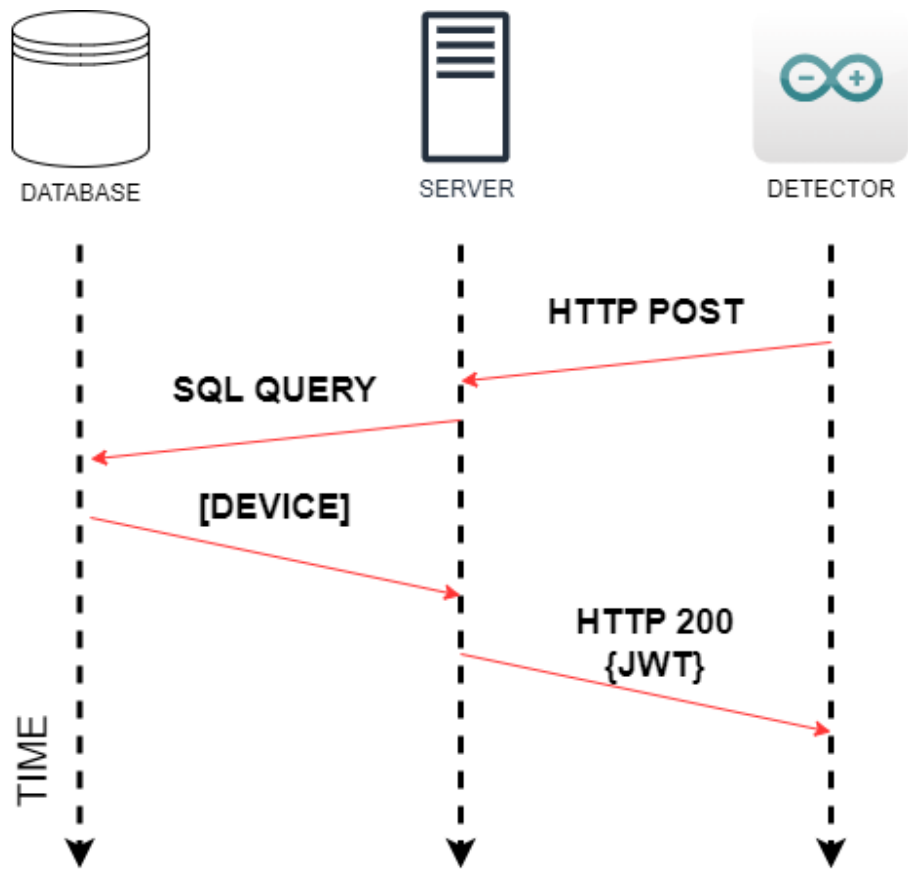 DATABASE
SERVER
DETECTOR
HTTP POST
SQL QUERY
[DEVICE]
HTTP 200
{JWT}
TIME